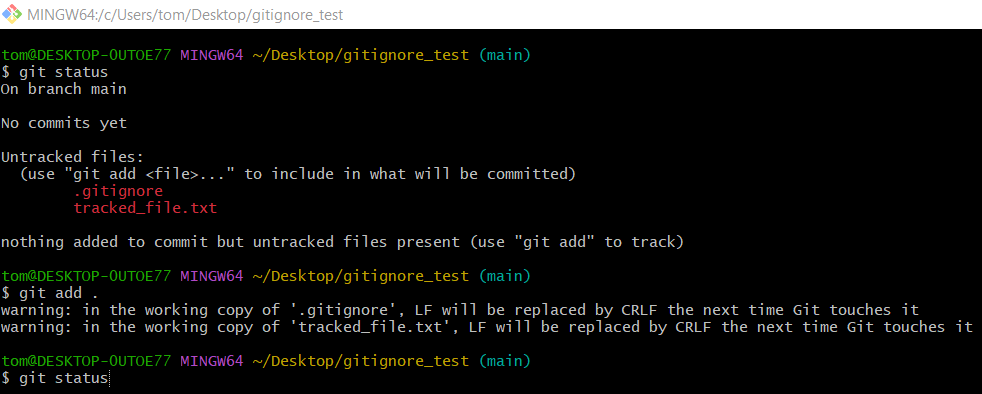 MINGW64:/c/Users/tom/Desktop/gitignore_test
tom@DESKTOP-OUTOE77 MINGW64 ~/Desktop/gitignore_test (main)
$ git status
On branch main
No commits yet
Untracked files:
(use "git add <file>..." to include in what will be committed)
.gitignore
tracked_file.txt
nothing added to commit but untracked files present (use "git add" to track)
tom@DESKTOP-OUTOE77 MINGW64 ~/Desktop/gitignore_test (main)
$ git add .
warning: in the working copy of '.gitignore', LF will be replaced by CRLF the next time Git touches it
warning: in the working copy of 'tracked_file.txt', LF will be replaced by CRLF the next time Git touches it
tom@DESKTOP-OUTOE77 MINGW64 ~/Desktop/gitignore_test (main)
$ git status